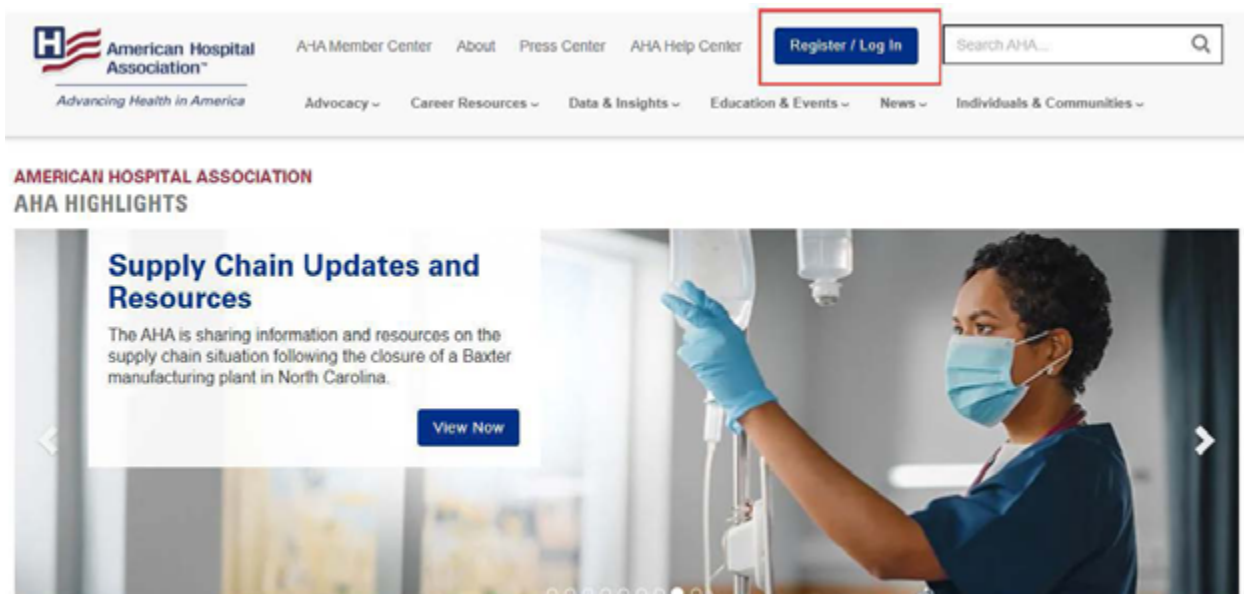 American Hospital
Association™
Advancing Health in America
AHA Member Center About Press Center AHA Help Center Register / Log In Search AHA...
Advocacy Career Resources Data & Insights Education & Events News Individuals & Communities
AMERICAN HOSPITAL ASSOCIATION
AHA HIGHLIGHTS
Supply Chain Updates and
Resources
The AHA is sharing information and resources on the
supply chain situation following the closure of a Baxter
manufacturing plant in North Carolina.
View Now